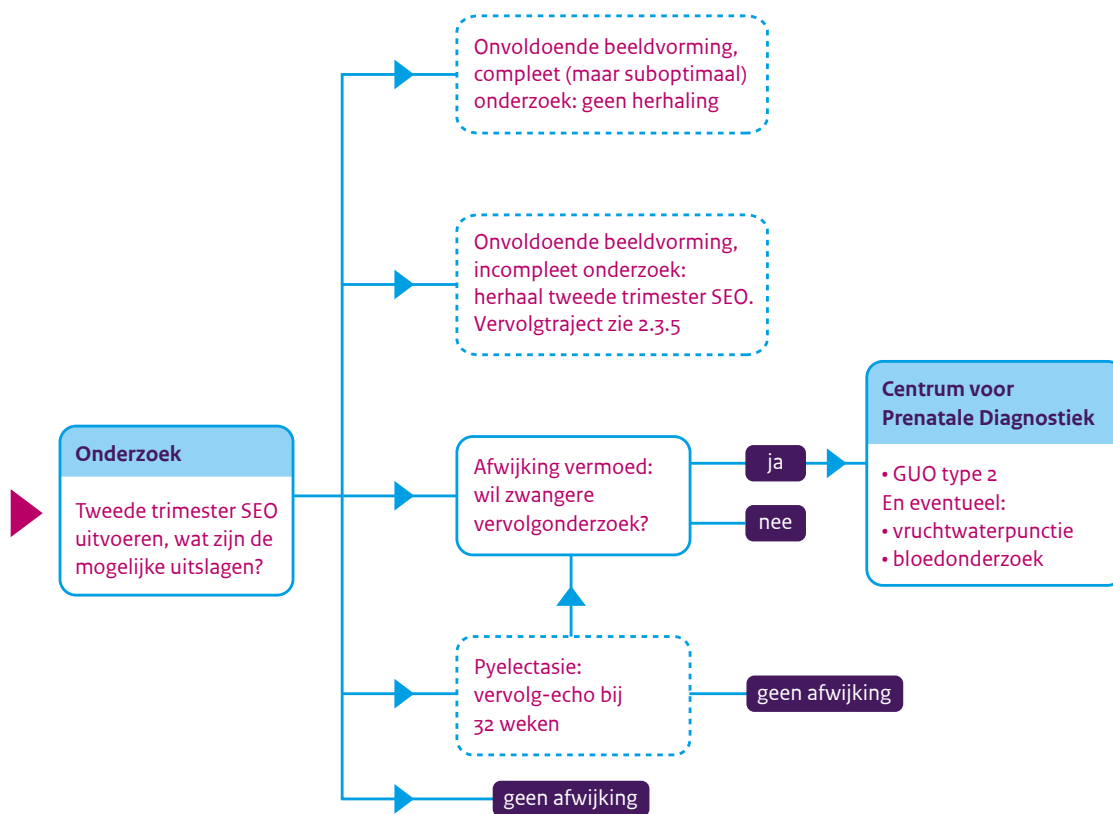 Onvoldoende beeldvorming,
compleet (maar suboptimaal)
onderzoek: geen herhaling
Onvoldoende beeldvorming,
incompleet onderzoek:
herhaal tweede trimester SEO.
Vervolgtraject zie 2.3.5
Onderzoek
Tweede trimester SEO
uitvoeren, wat zijn de
mogelijke uitslagen?
Afwijking vermoed:
wil zwangere
vervolgonderzoek?
ja
nee
Centrum voor
Prenatale Diagnostiek
• GUO type 2
En eventueel:
• vruchtwaterpunctie
• bloedonderzoek
Pyelectasie:
vervolg-echo bij
32 weken
geen afwijking
geen afwijking